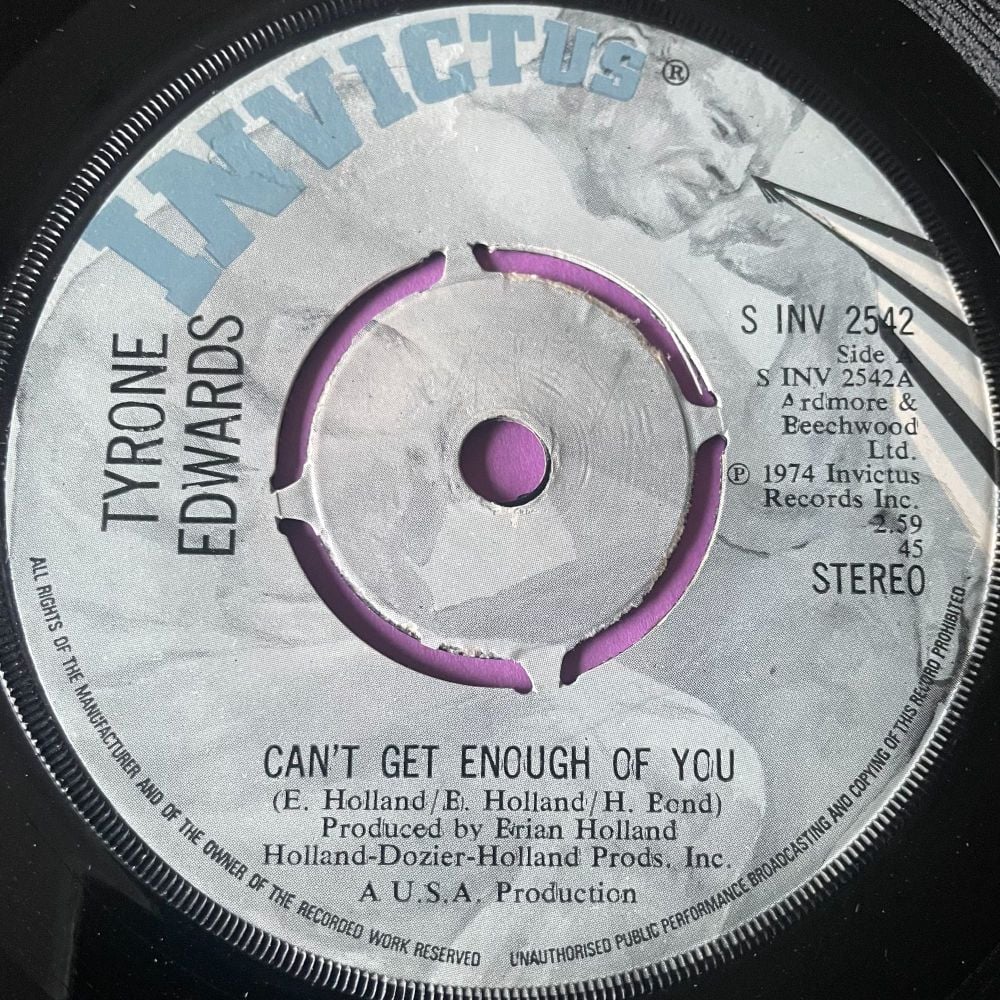 INVICTUS ®
TYRONE
EDWARDS
S INV 2542
Side A
S INV 2542A
Ardmore &
Beechwood
Ltd.
℗ 1974 Invictus
Records Inc.
2.59
45
STEREO
CAN'T GET ENOUGH OF YOU
(E. Holland/B. Holland/H. Bond)
Produced by Brian Holland
Holland-Dozier-Holland Prods. Inc.
A U.S.A. Production
ALL RIGHTS OF THE MANUFACTURER AND OF THE OWNER OF THE RECORDED WORK RESERVED
UNAUTHORISED PUBLIC PERFORMANCE BROADCASTING AND COPYING OF THIS RECORD PROHIBITED